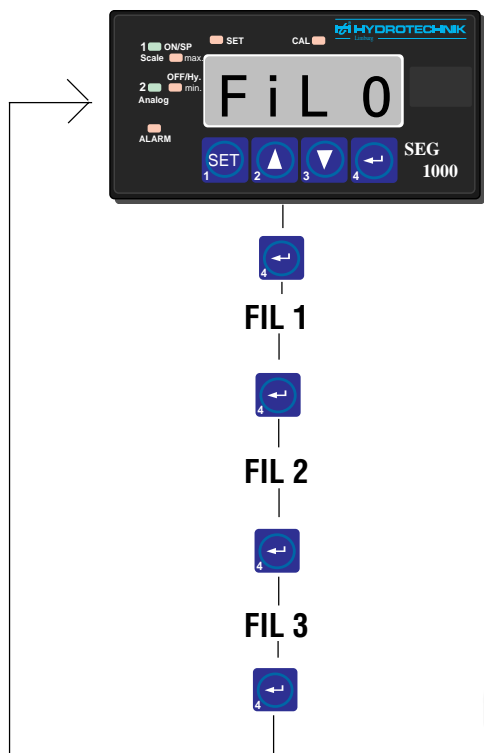 HYDROTECHNIK
Limburg
1 ON/SP
SET
CAL
Scale max.
OFF/Hy.
2 min.
Analog
FiL 0
ALARM
SET
1
2
3
4
SEG
1000
4
FIL 1
4
FIL 2
4
FIL 3
4